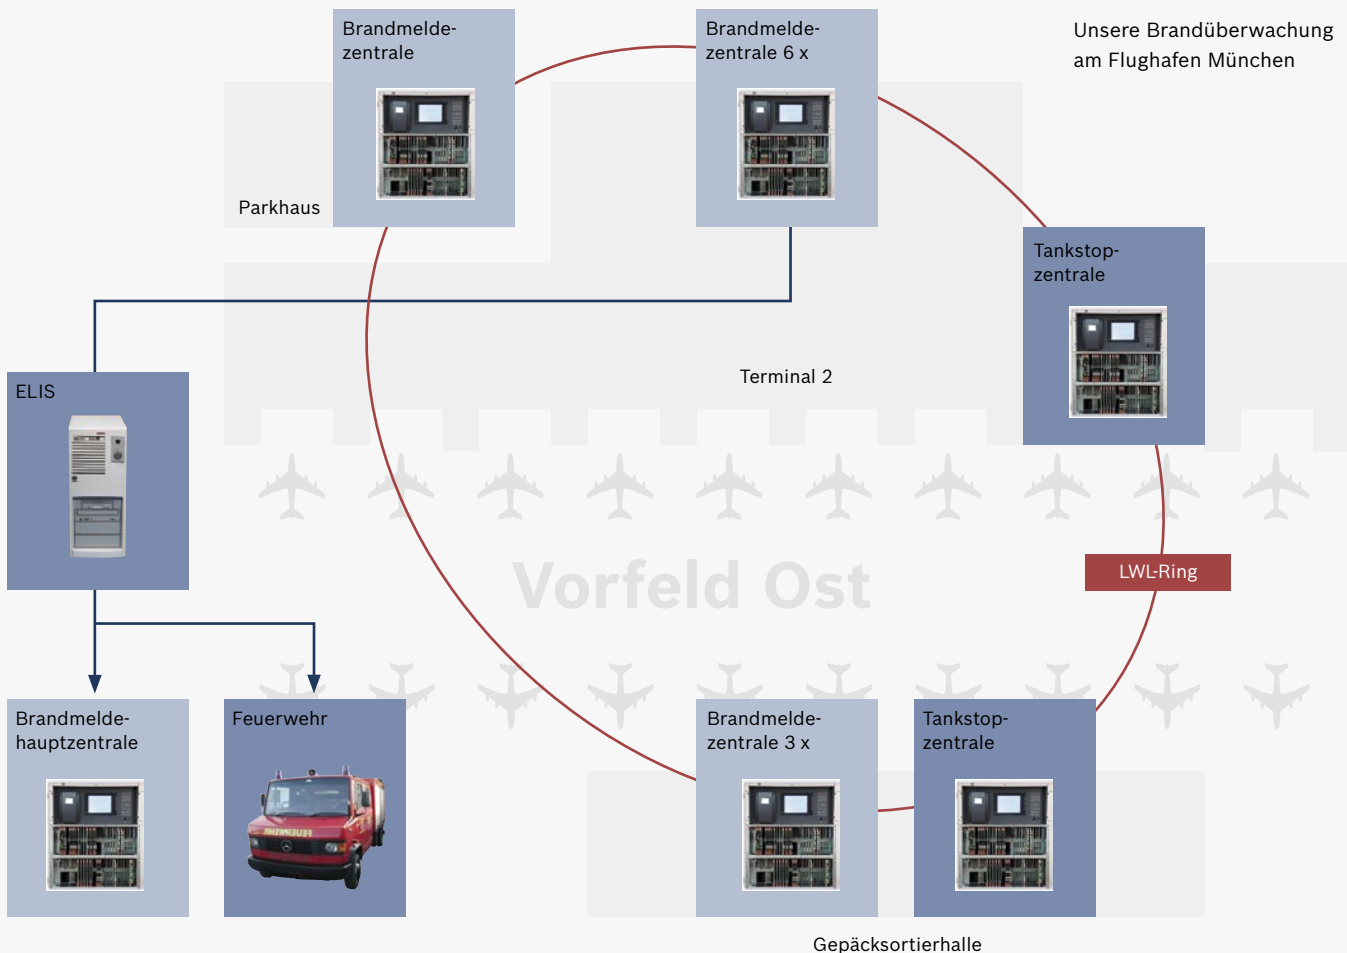 Unsere Brandüberwachung
am Flughafen München
Brandmelde-
zentrale
Brandmelde-
zentrale 6 x
Parkhaus
Tankstop-
zentrale
Terminal 2
ELIS
Vorfeld Ost
LWL-Ring
Brandmelde-
hauptzentrale
Feuerwehr
Brandmelde-
zentrale 3 x
Tankstop-
zentrale
Gepäcksortierhalle